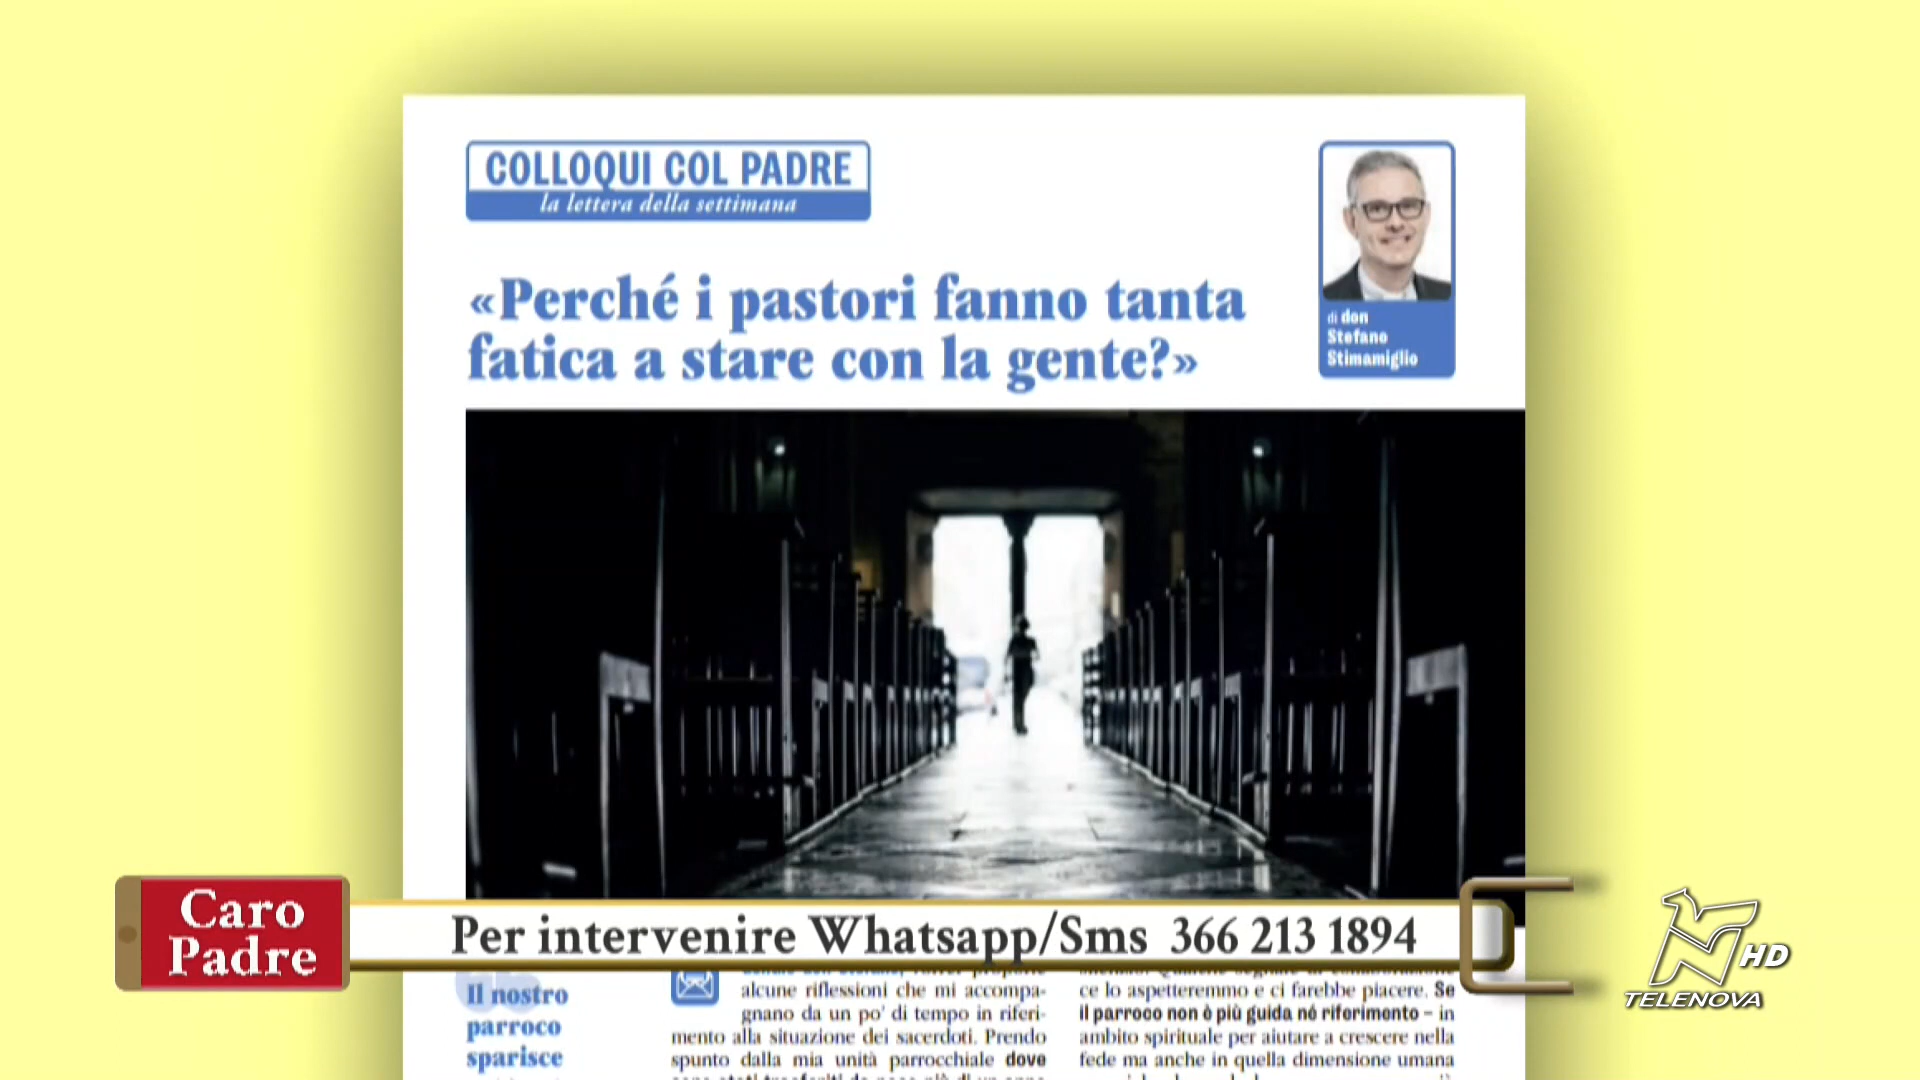 COLLOQUI COL PADRE
la lettera della settimana
«Perché i pastori fanno tanta
fatica a stare con la gente?»
di don
Stefano
Stimamiglio
Caro
Padre
Per intervenire Whatsapp/Sms 366 213 1894
HD
TELENOVA
Il nostro
parroco
sparisce
alcune riflessioni che mi accompa-
gnano da un po' di tempo in riferi-
mento alla situazione dei sacerdoti. Prendo
spunto dalla mia unità parrocchiale dove
ce lo aspetteremmo e ci farebbe piacere. Se
il parroco non è più guida né riferimento – in
ambito spirituale per aiutare a crescere nella
fede ma anche in quella dimensione umana